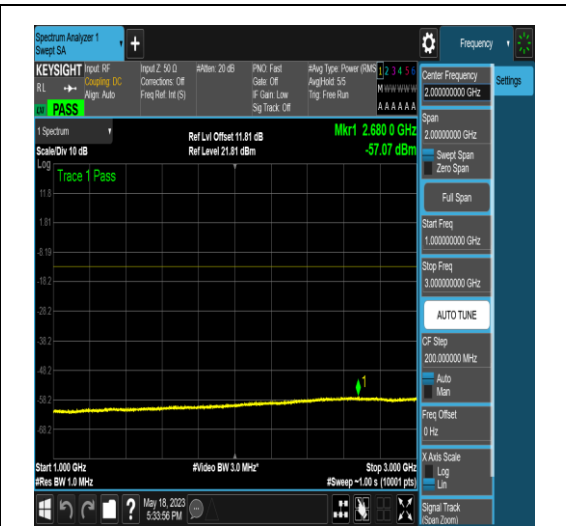 Spectrum Analyzer 1
Swept SA
+
Frequency
KEYSIGHT
RL
PASS
Input: RF
Coupling: DC
Align: Auto
Input Z: 50 Ω
Corrections: Off
Freq Ref: Int (S)
#Atten: 20 dB
PNO: Fast
Gate: Off
IF Gain: Low
Sig Track: Off
#Avg Type: Power (RMS
Avg|Hold: 5/5
Trig: Free Run
1 2 3 4 5 6
M W W W W W
A A A A A A
1 Spectrum
Scale/Div 10 dB
Ref Lvl Offset 11.81 dB
Ref Level 21.81 dBm
Mkr1 2.680 0 GHz
-57.07 dBm
Log
Trace 1 Pass
11.8
1.81
-8.19
-18.2
-28.2
-38.2
-48.2
-58.2
-68.2
1
Start 1.000 GHz
#Res BW 1.0 MHz
#Video BW 3.0 MHz*
Stop 3.000 GHz
#Sweep ~1.00 s (10001 pts)
?
May 18, 2023
5:33:56 PM
Center Frequency
2.000000000 GHz
Settings
Span
2.00000000 GHz
Swept Span
Zero Span
Full Span
Start Freq
1.000000000 GHz
Stop Freq
3.000000000 GHz
AUTO TUNE
CF Step
200.000000 MHz
Auto
Man
Freq Offset
0 Hz
X Axis Scale
Log
Lin
Signal Track
(Span Zoom)